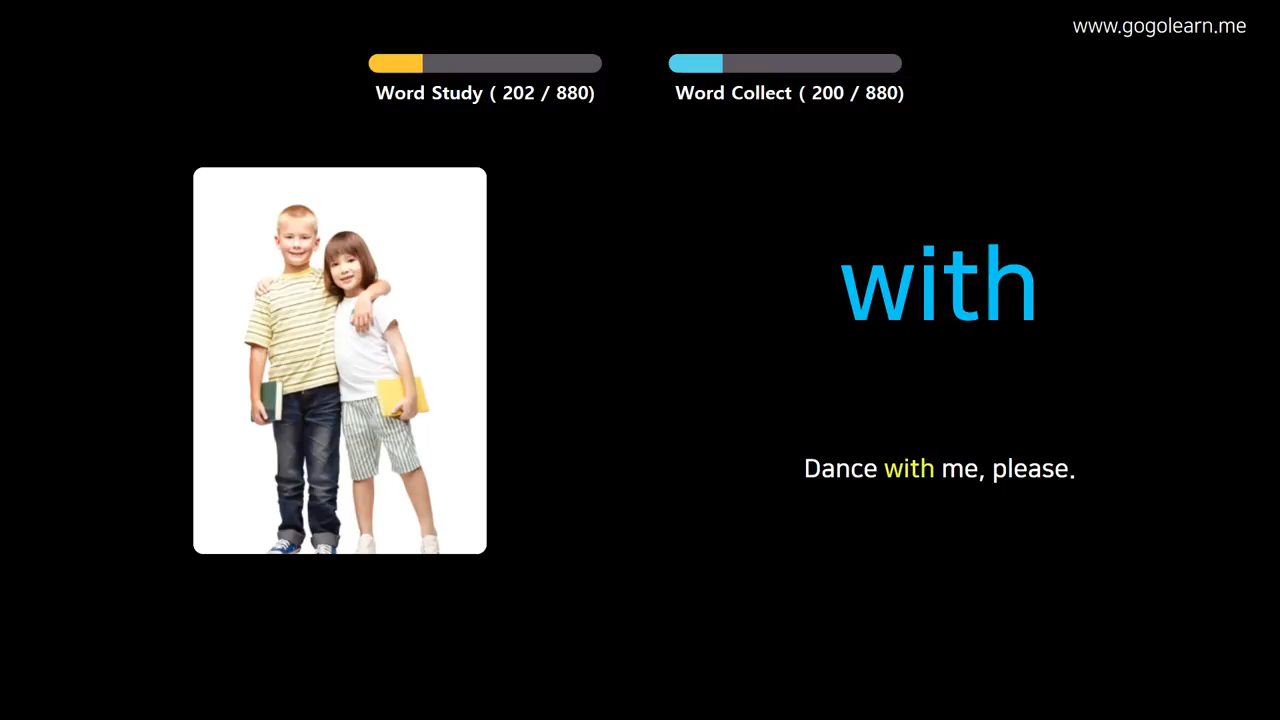 www.gogolearn.me
Word Study ( 202 / 880)
Word Collect ( 200 / 880)
with
Dance with me, please.